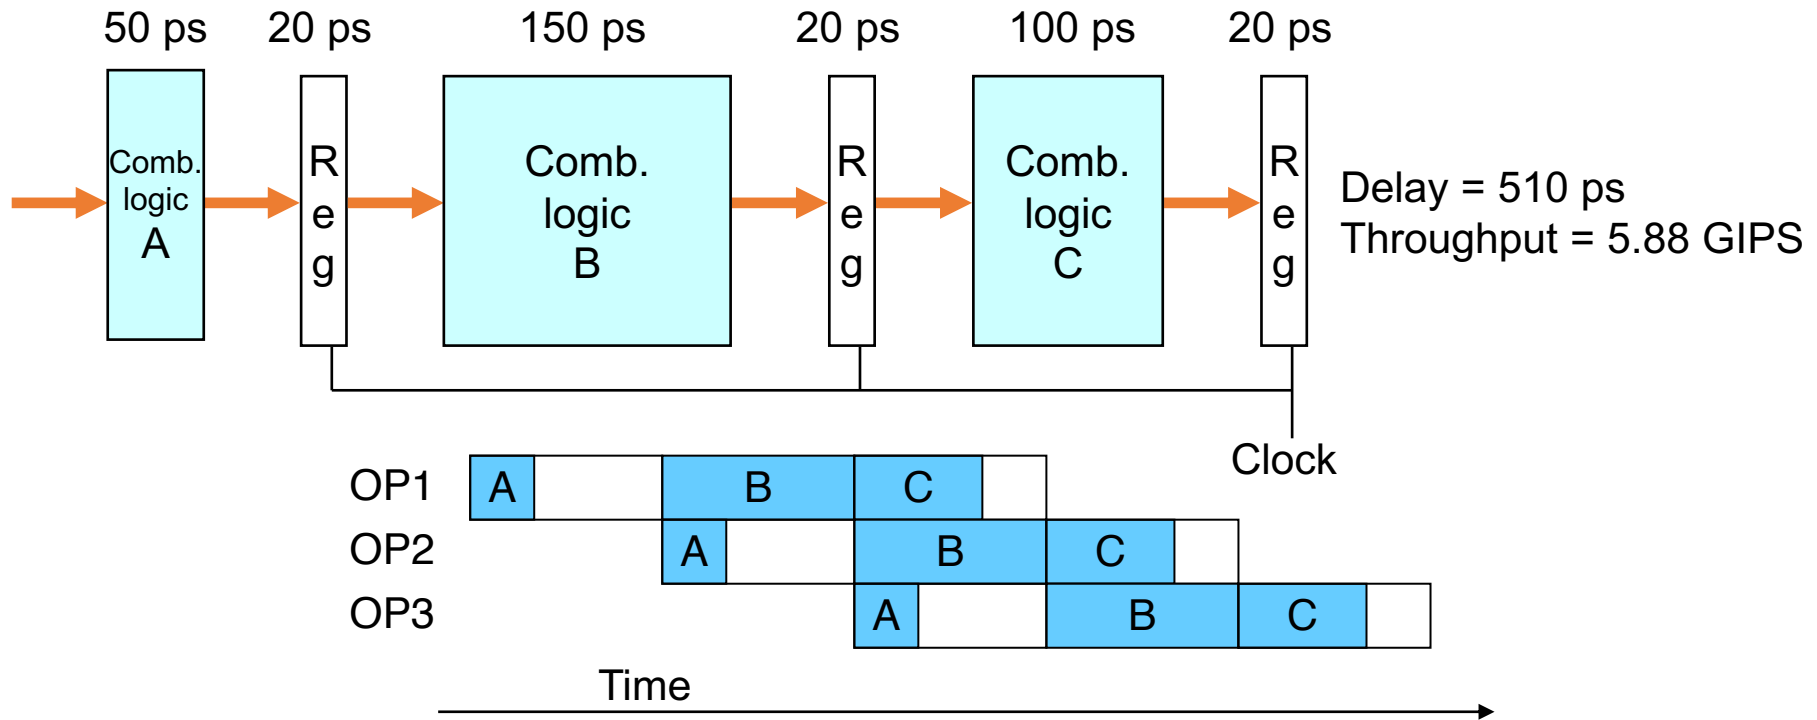 50 ps 20 ps 150 ps 20 ps 100 ps 20 ps
Comb.
logic
A
R
e
g
Comb.
logic
B
R
e
g
Comb.
logic
C
R
e
g
Delay = 510 ps
Throughput = 5.88 GIPS
Clock
OP1 A B C
OP2 A B C
OP3 A B C
Time